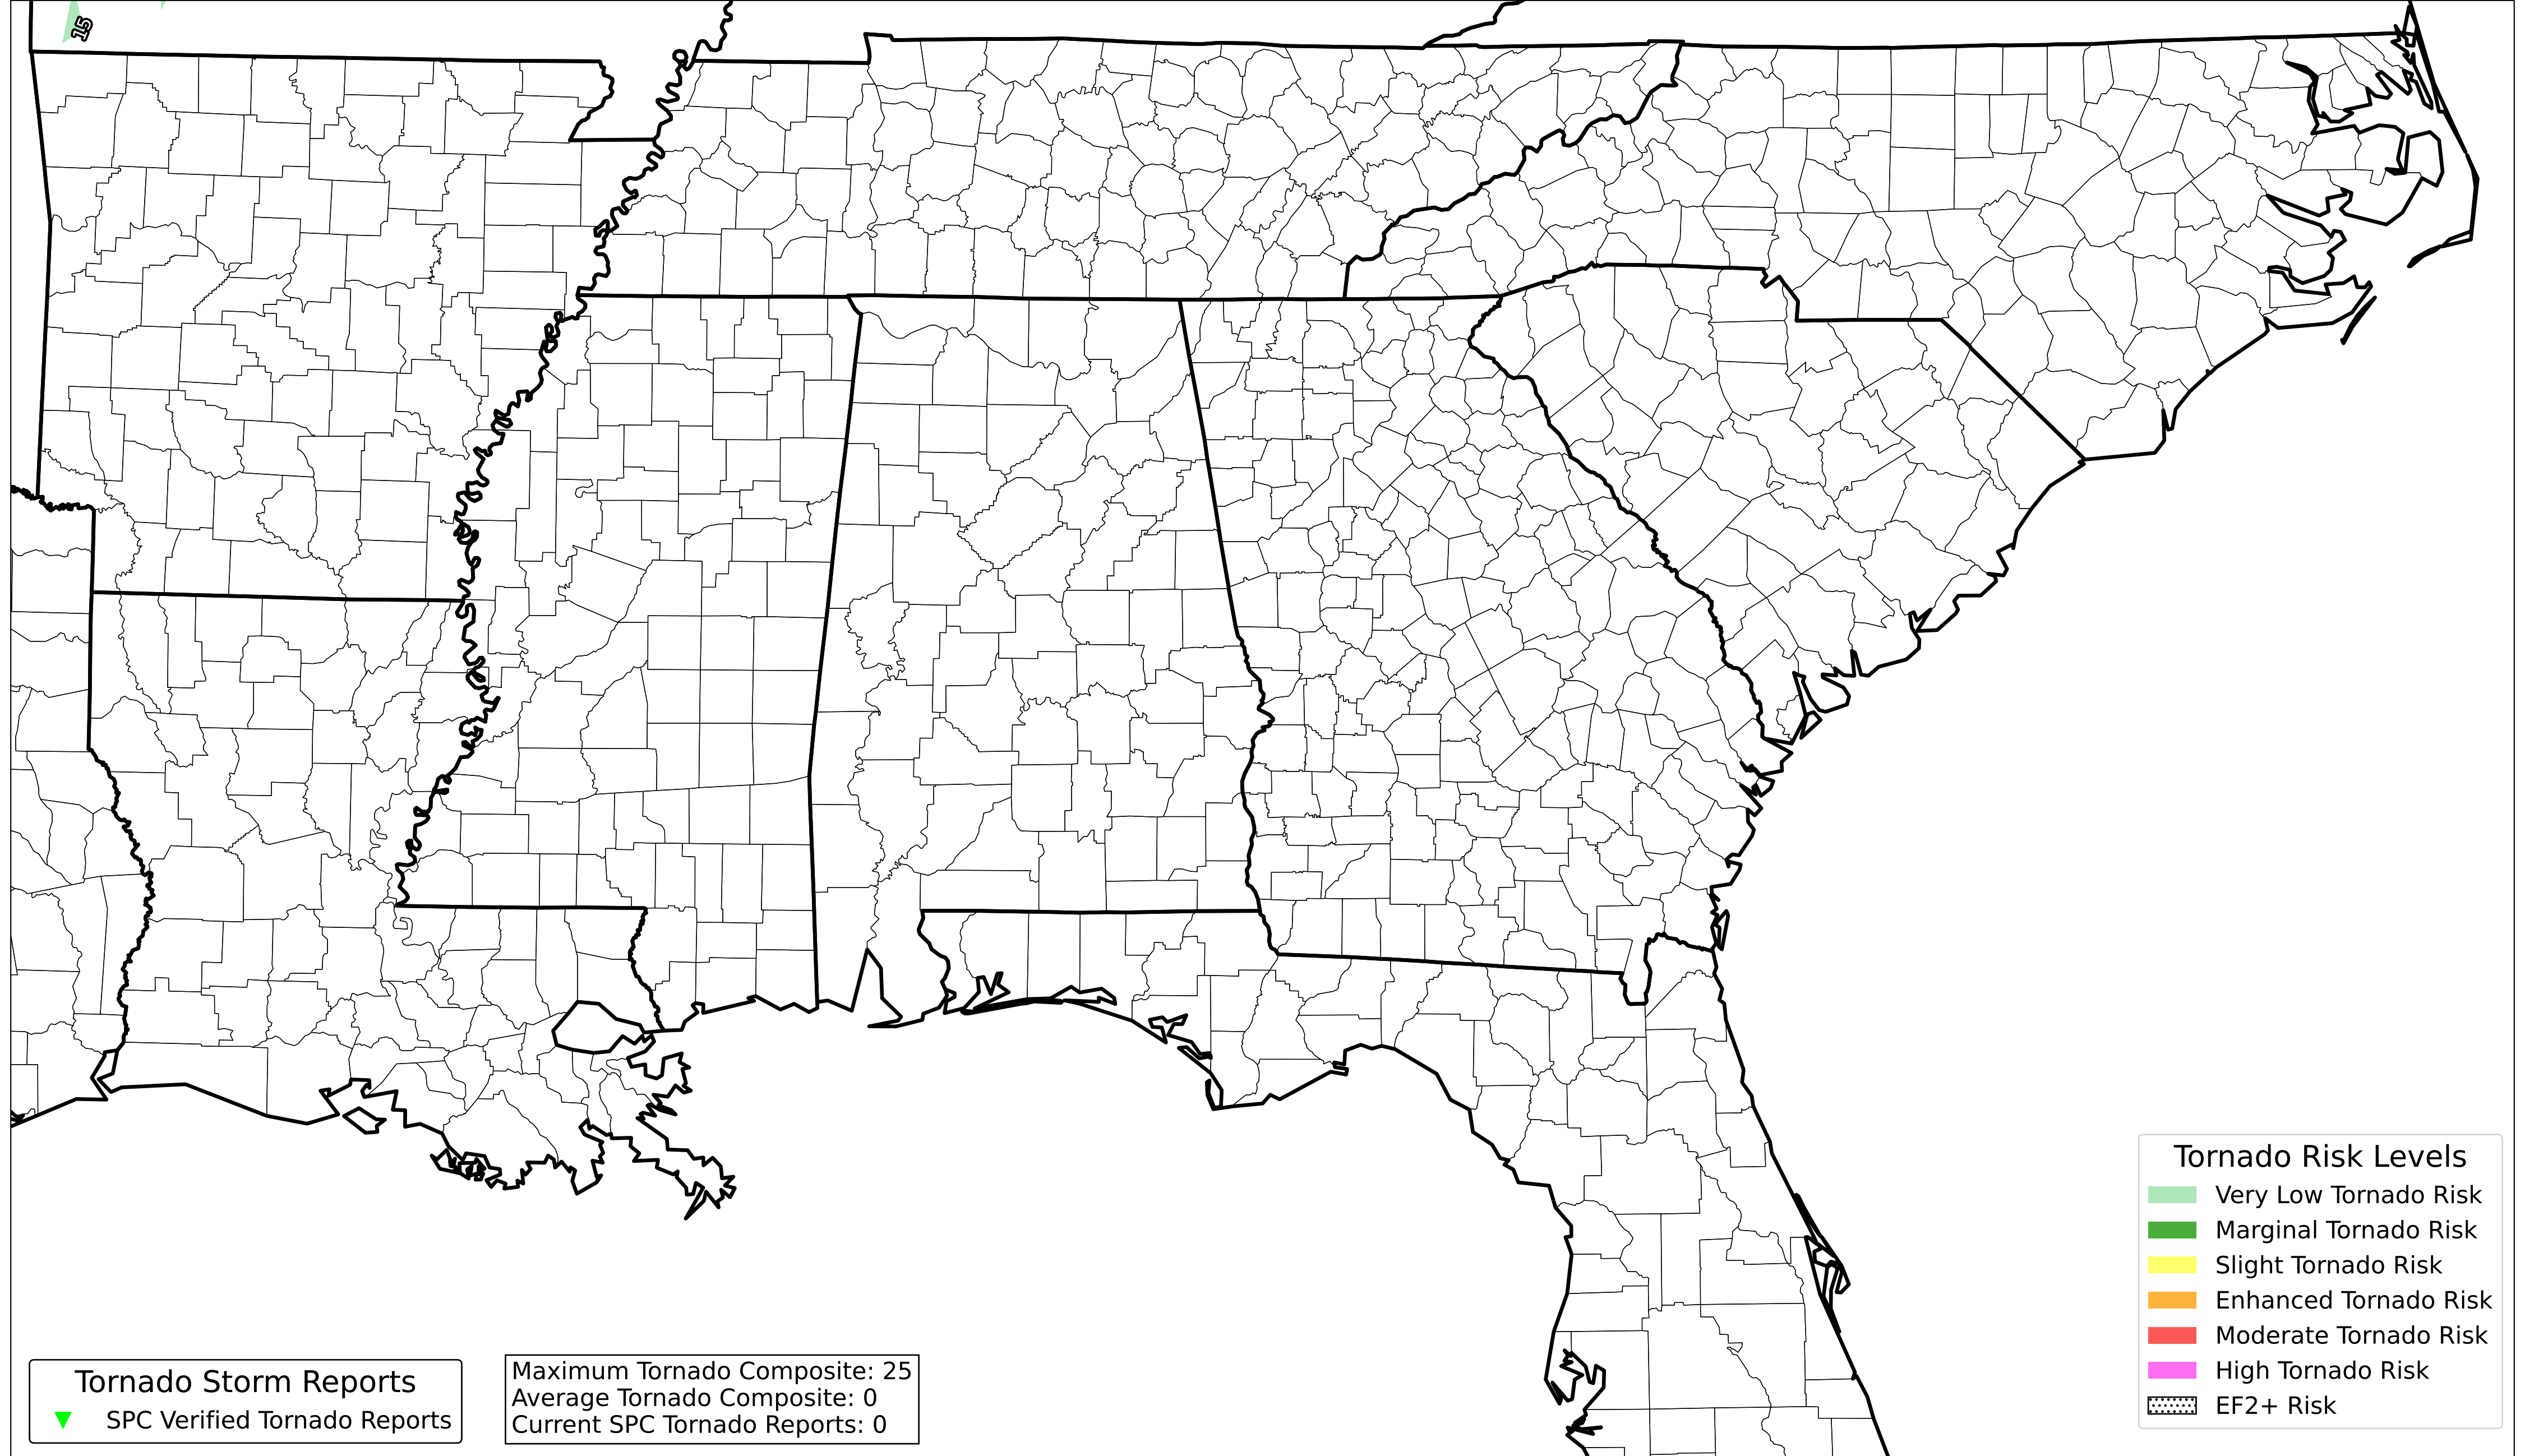 15
Tornado Risk Levels
Very Low Tornado Risk
Marginal Tornado Risk
Slight Tornado Risk
Enhanced Tornado Risk
Moderate Tornado Risk
High Tornado Risk
EF2+ Risk
Tornado Storm Reports
SPC Verified Tornado Reports
Maximum Tornado Composite: 25
Average Tornado Composite: 0
Current SPC Tornado Reports: 0